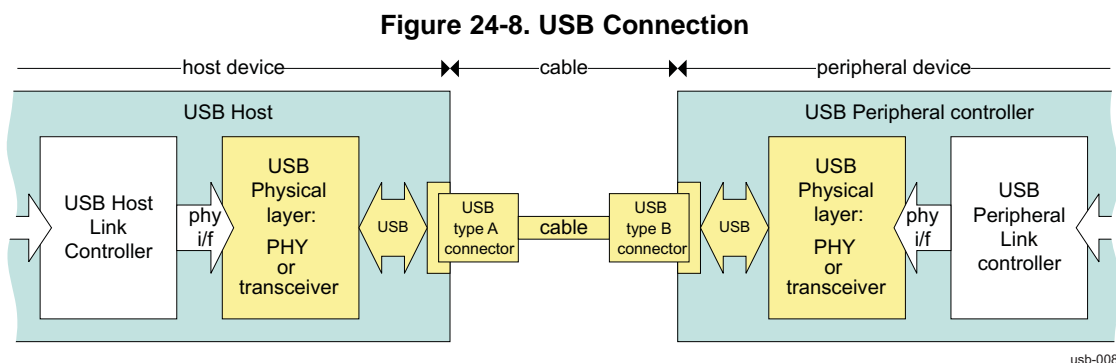 Figure 24-8. USB Connection
host device
cable
peripheral device
USB Host
USB Host
Link
Controller
phy
i/f
USB
Physical
layer:
PHY
or
transceiver
USB
USB
type A
connector
cable
USB
type B
connector
USB
USB Peripheral controller
USB
Physical
layer:
PHY
or
transceiver
phy
i/f
USB
Peripheral
Link
controller
usb-008